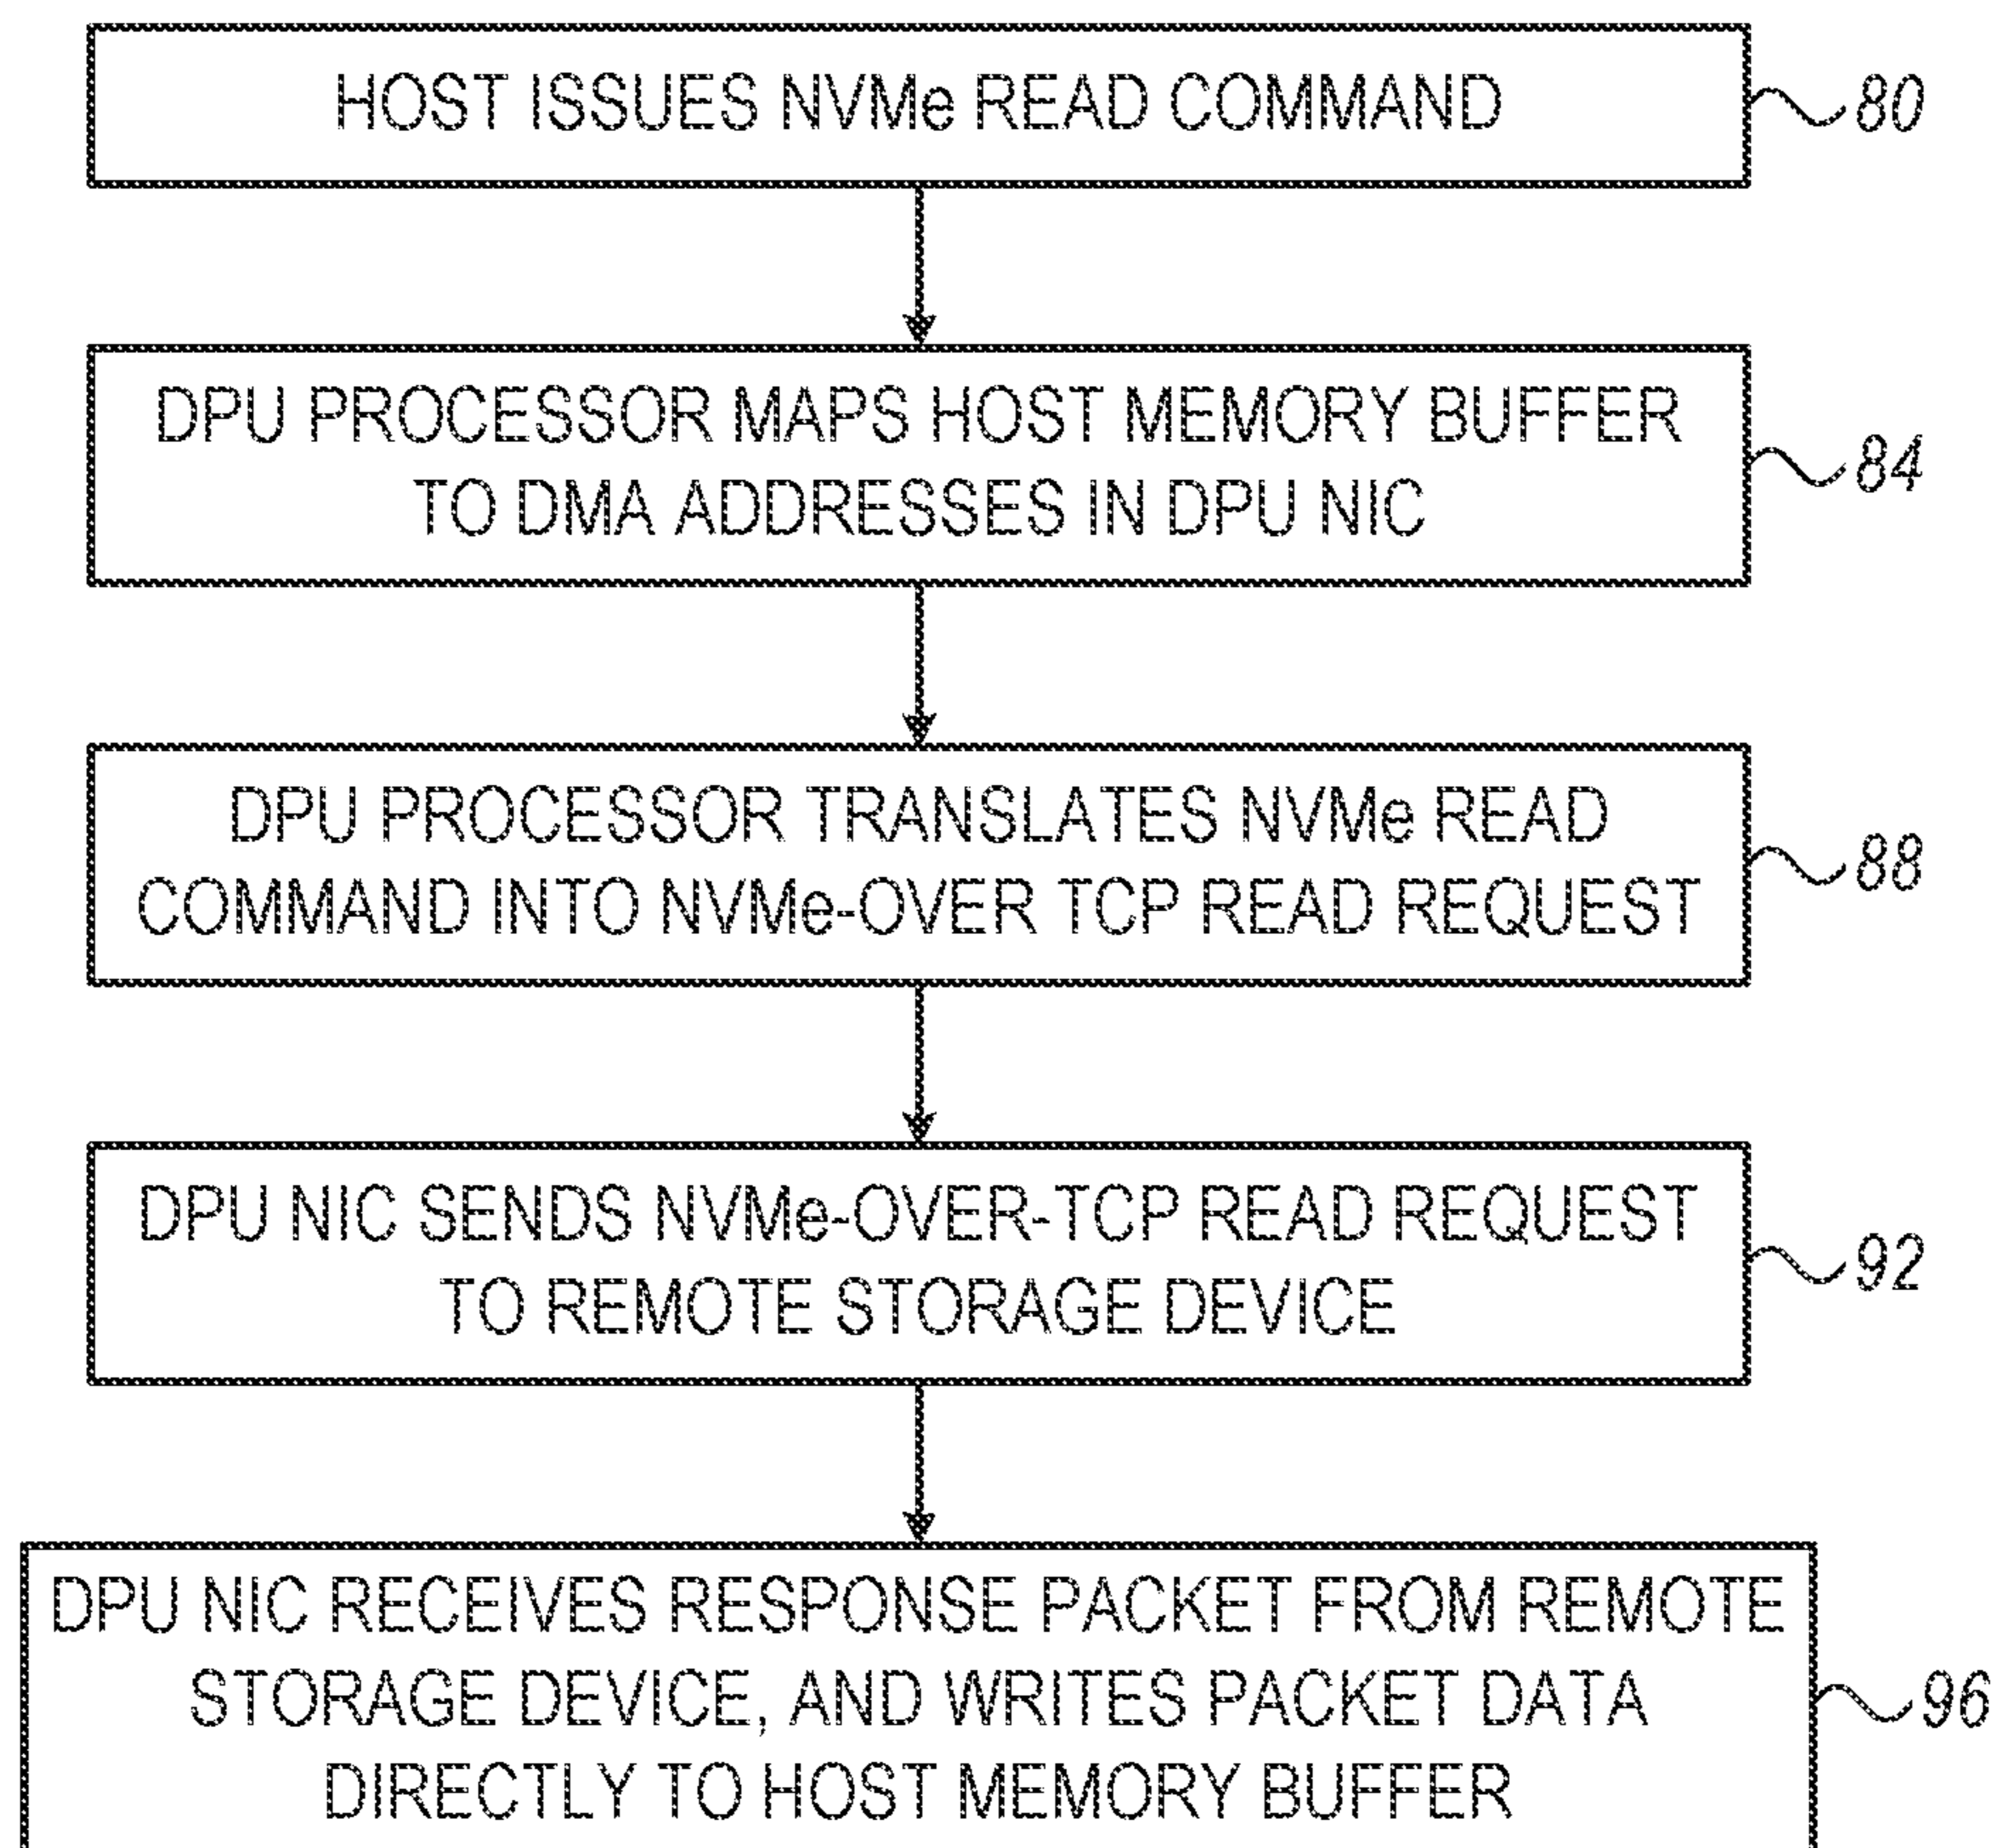 HOST ISSUES NVMe READ COMMAND
80
DPU PROCESSOR MAPS HOST MEMORY BUFFER
TO DMA ADDRESSES IN DPU NIC
84
DPU PROCESSOR TRANSLATES NVMe READ
COMMAND INTO NVMe-OVER TCP READ REQUEST
88
DPU NIC SENDS NVMe-OVER-TCP READ REQUEST
TO REMOTE STORAGE DEVICE
92
DPU NIC RECEIVES RESPONSE PACKET FROM REMOTE
STORAGE DEVICE, AND WRITES PACKET DATA
DIRECTLY TO HOST MEMORY BUFFER
96